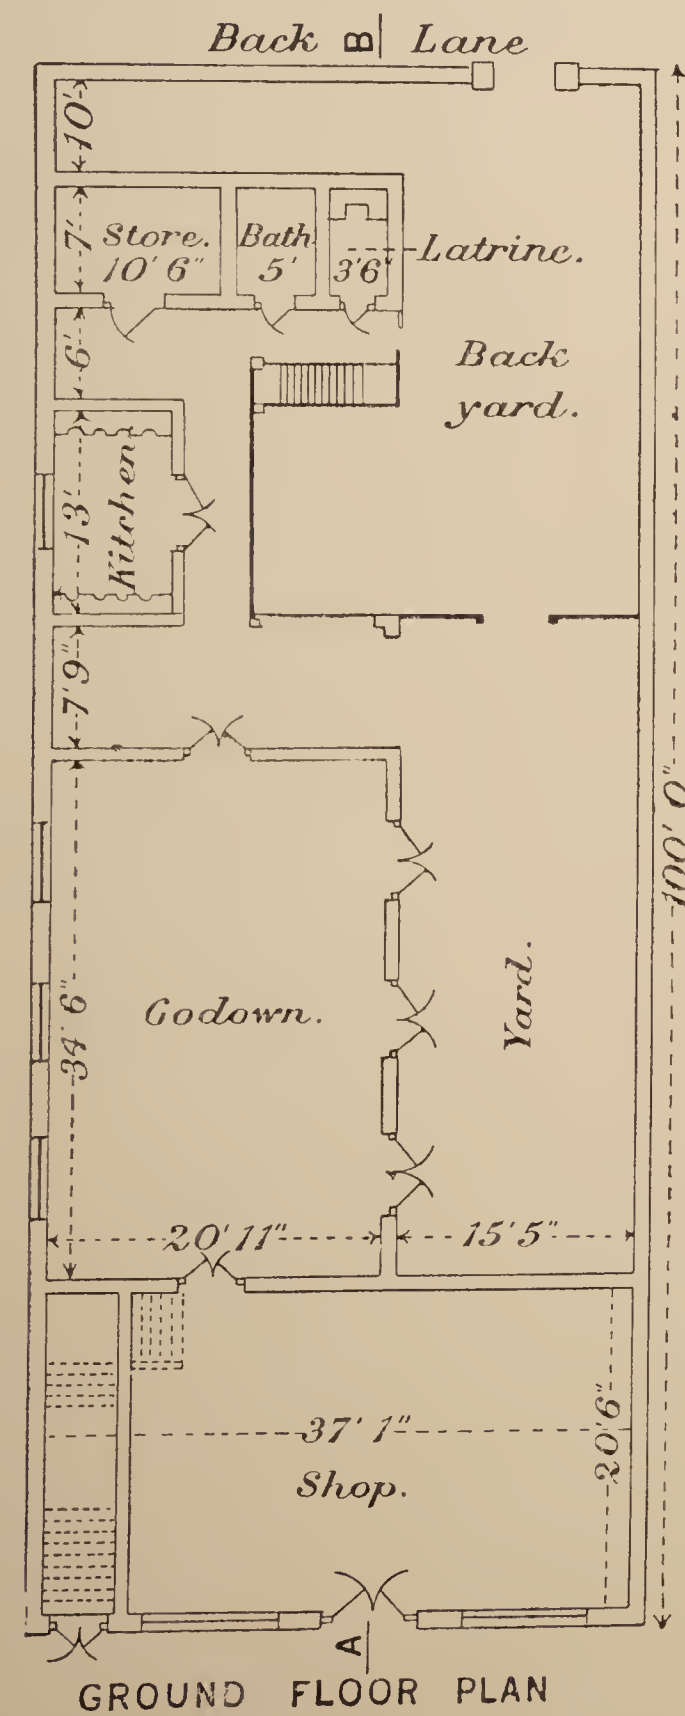 Back B Lane
10'
7'
Store.
10' 6"
Bath
5'
3'6"
Latrine.
6'
Back
yard.
13'
Kitchen
7' 9"
100' 0"
34' 6"
Godown.
Yard.
20' 11"
15' 5"
37' 1"
20' 6"
Shop.
A
GROUND FLOOR PLAN